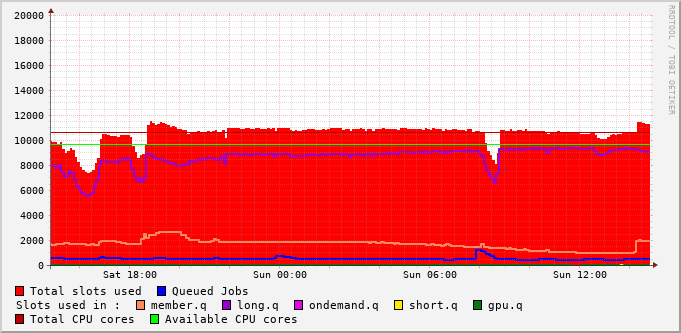 20000
18000
16000
14000
12000
10000
8000
6000
4000
2000
0
Sat 18:00 Sun 00:00 Sun 06:00 Sun 12:00
RRDTOOL / TOBI OETIKER
Total slots used Queued Jobs
Slots used in : member.q long.q ondemand.q short.q gpu.q
Total CPU cores Available CPU cores